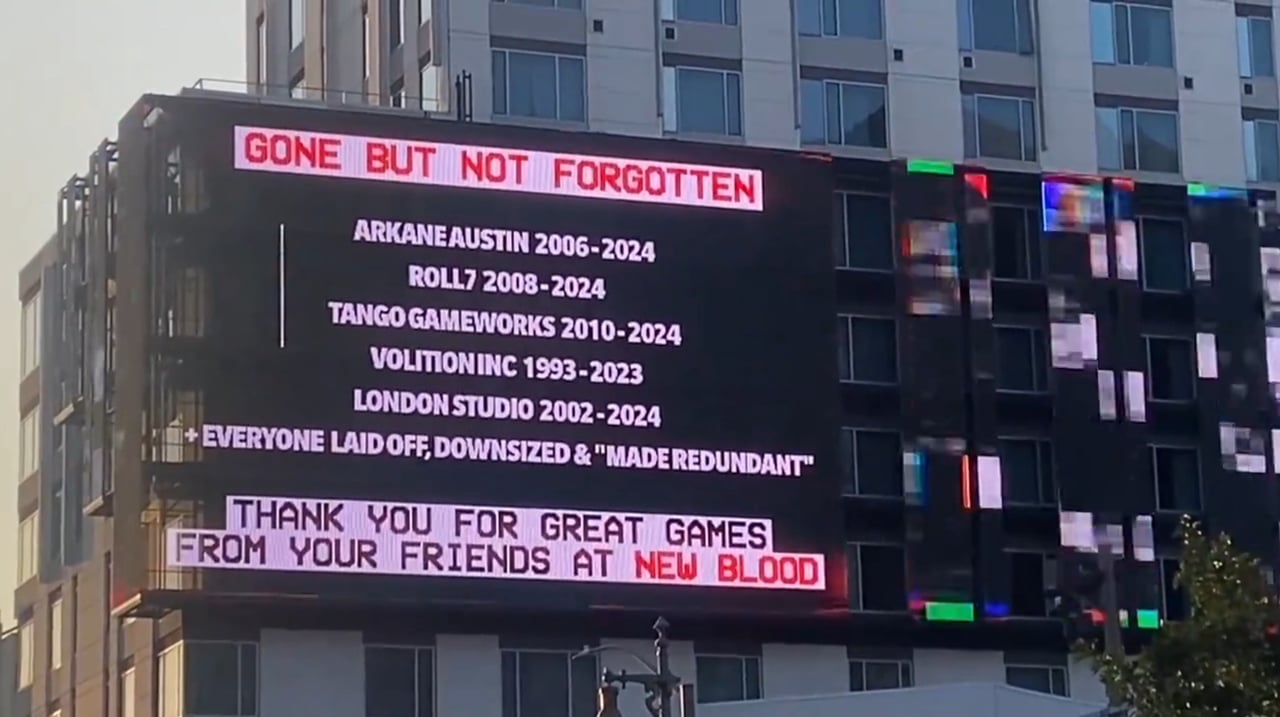 GONE BUT NOT FORGOTTEN
ARKANE AUSTIN 2006-2024
ROLL7 2008-2024
TANGO GAMEWORKS 2010-2024
VOLITION INC 1993-2023
LONDON STUDIO 2002-2024
+ EVERYONE LAID OFF, DOWNSIZED & "MADE REDUNDANT"
THANK YOU FOR GREAT GAMES
FROM YOUR FRIENDS AT NEW BLOOD